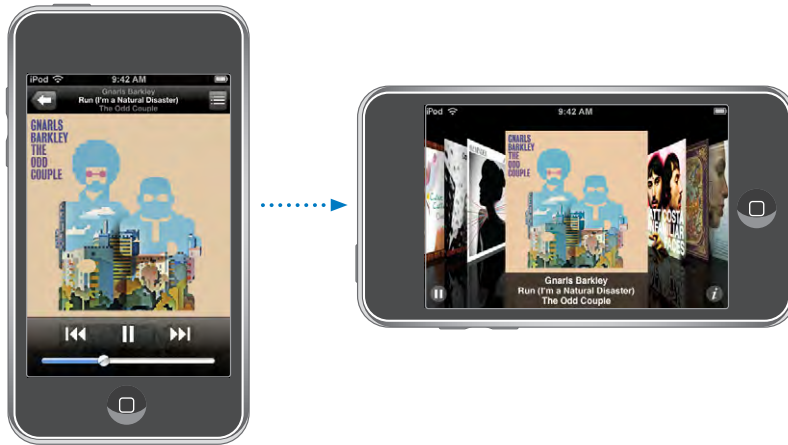 iPod 9:42 AM
Gnarls Barkley
Run (I'm a Natural Disaster)
The Odd Couple
GNARLS
BARKLEY
THE
ODD
COUPLE
iPod 9:42 AM
GNARLS
BARKLEY
THE
ODD
COUPLE
Gnarls Barkley
Run (I'm a Natural Disaster)
The Odd Couple
i